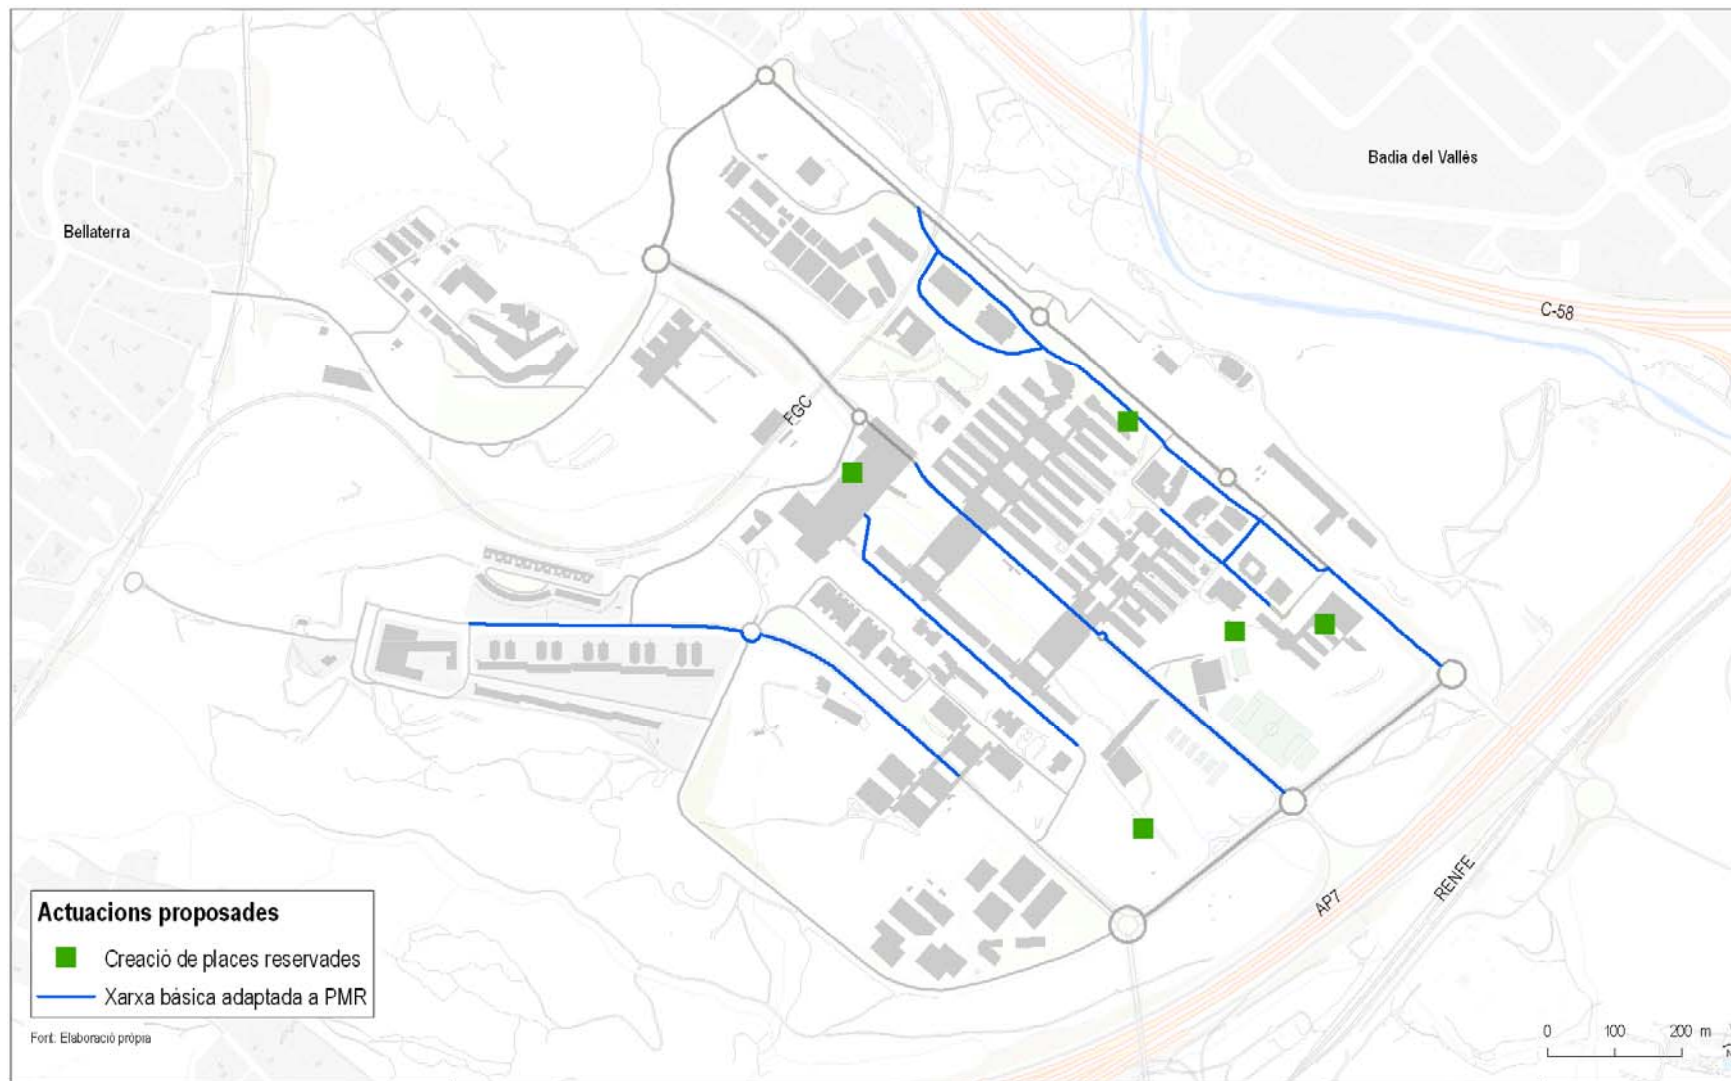 Badia del Vallès
Bellaterra
C-58
FGC
AP7
RENFE
Actuacions proposades
Creació de places reservades
Xarxa bàsica adaptada a PMR
Font: Elaboració pròpia
0 100 200 m
N